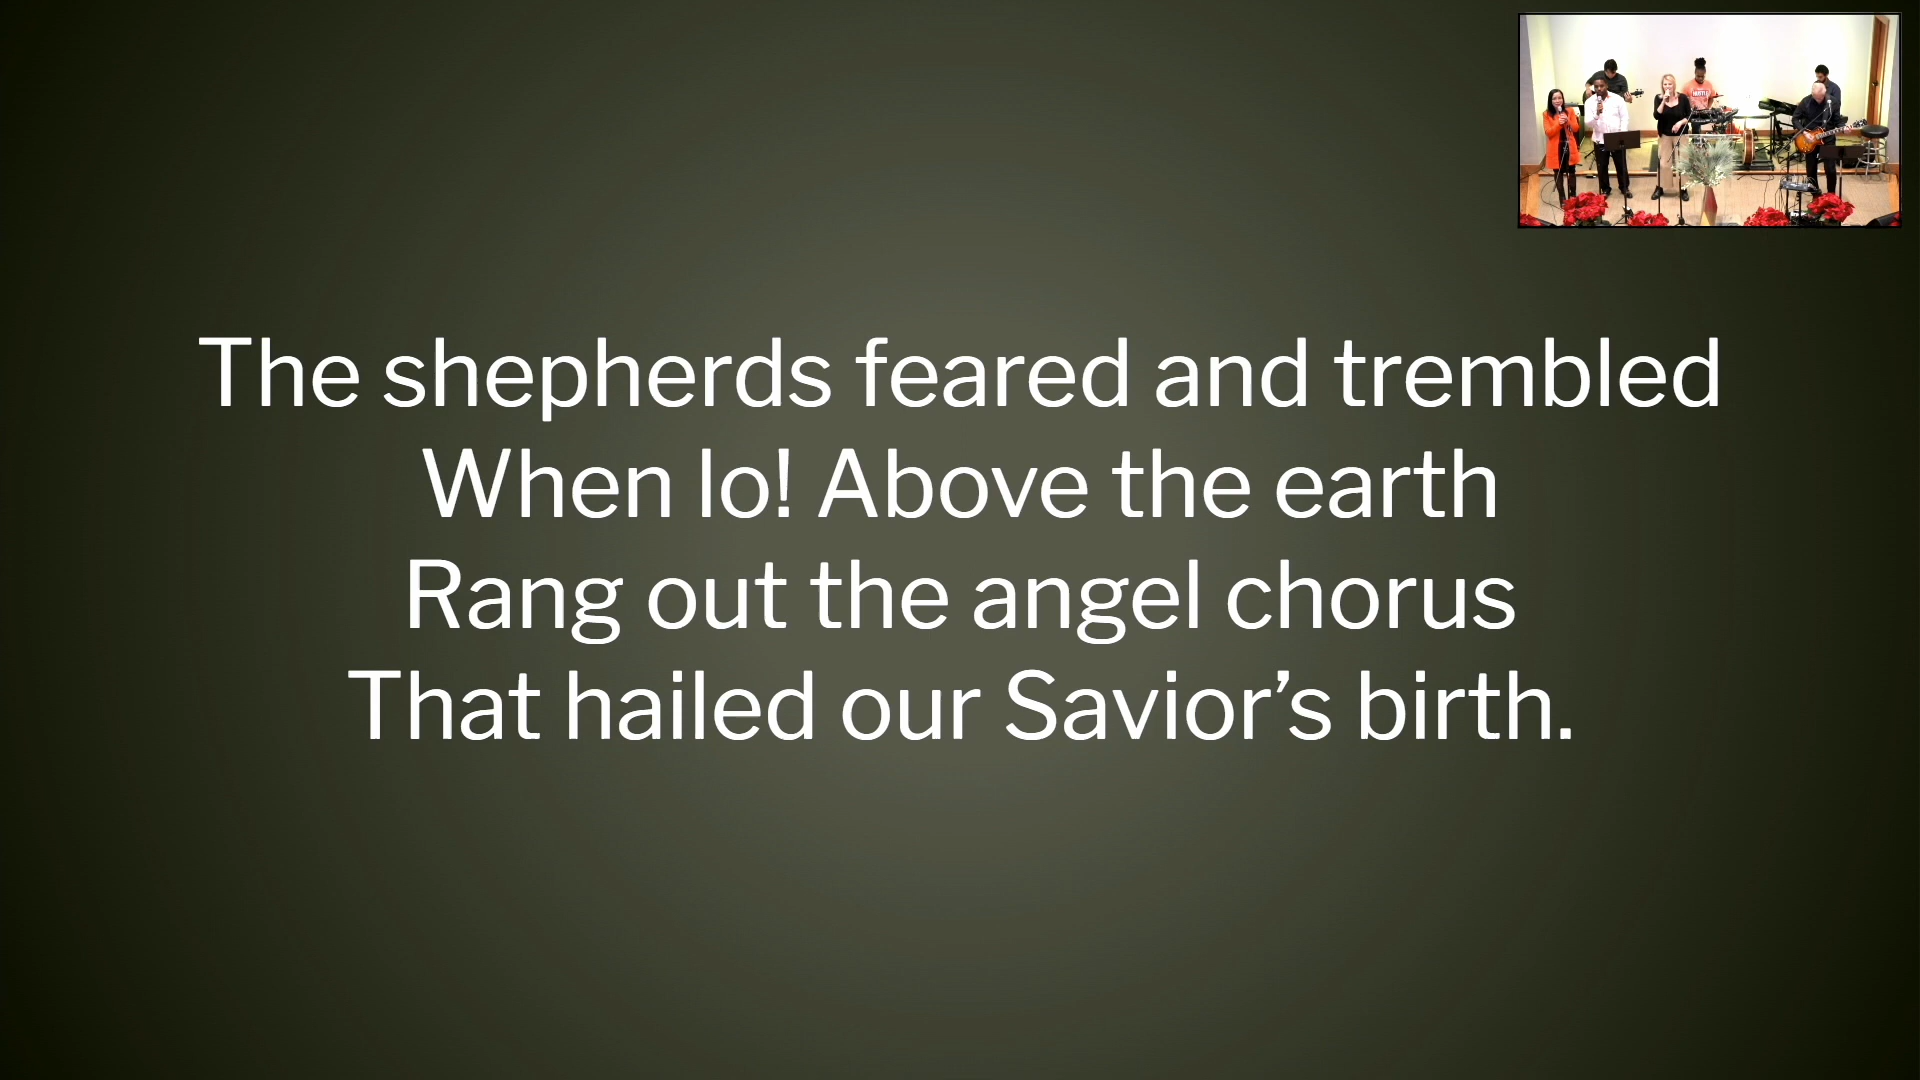 The shepherds feared and trembled
When lo! Above the earth
Rang out the angel chorus
That hailed our Savior’s birth.